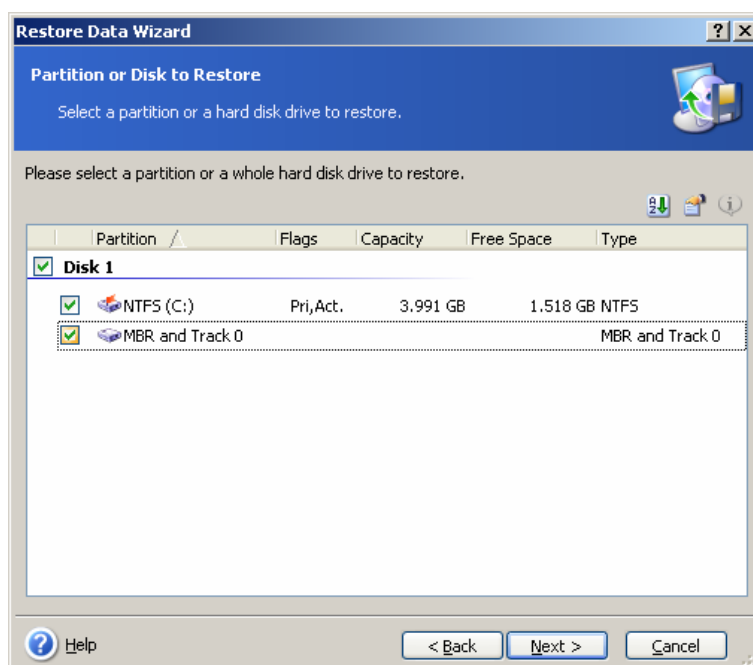 Restore Data Wizard
Partition or Disk to Restore
Select a partition or a hard disk drive to restore.
Please select a partition or a whole hard disk drive to restore.
Partition Flags Capacity Free Space Type
Disk 1
NTFS (C:) Pri,Act. 3.991 GB 1.518 GB NTFS
MBR and Track 0 MBR and Track 0
Help < Back Next > Cancel